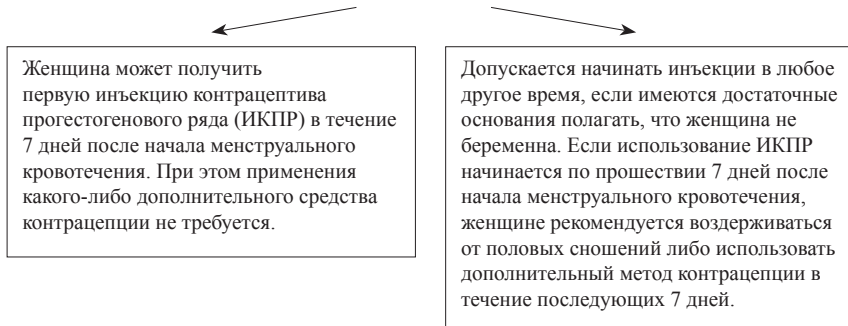 Женщина может получить
первую инъекцию контрацептива
прогестогенового ряда (ИКПР) в течение
7 дней после начала менструального
кровотечения. При этом применения
какого-либо дополнительного средства
контрацепции не требуется.
Допускается начинать инъекции в любое
другое время, если имеются достаточные
основания полагать, что женщина не
беременна. Если использование ИКПР
начинается по прошествии 7 дней после
начала менструального кровотечения,
женщине рекомендуется воздерживаться
от половых сношений либо использовать
дополнительный метод контрацепции в
течение последующих 7 дней.